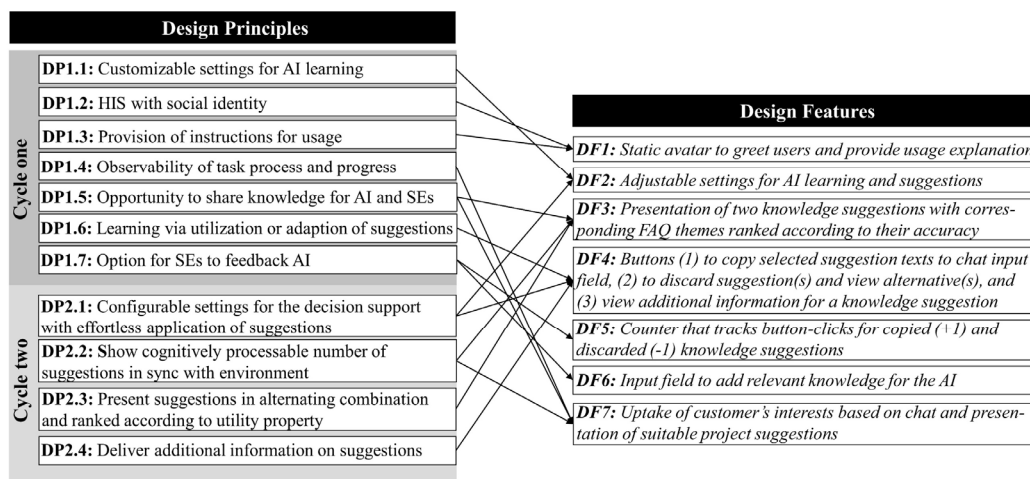 Design Principles
Cycle one
DP1.1: Customizable settings for AI learning
DP1.2: HIS with social identity
DP1.3: Provision of instructions for usage
DP1.4: Observability of task process and progress
DP1.5: Opportunity to share knowledge for AI and SEs
DP1.6: Learning via utilization or adaption of suggestions
DP1.7: Option for SEs to feedback AI
Cycle two
DP2.1: Configurable settings for the decision support
with effortless application of suggestions
DP2.2: Show cognitively processable number of
suggestions in sync with environment
DP2.3: Present suggestions in alternating combination
and ranked according to utility property
DP2.4: Deliver additional information on suggestions
Design Features
DF1: Static avatar to greet users and provide usage explanation
DF2: Adjustable settings for AI learning and suggestions
DF3: Presentation of two knowledge suggestions with corres-
ponding FAQ themes ranked according to their accuracy
DF4: Buttons (1) to copy selected suggestion texts to chat input
field, (2) to discard suggestion(s) and view alternative(s), and
(3) view additional information for a knowledge suggestion
DF5: Counter that tracks button-clicks for copied (+1) and
discarded (-1) knowledge suggestions
DF6: Input field to add relevant knowledge for the AI
DF7: Uptake of customer's interests based on chat and presen-
tation of suitable project suggestions